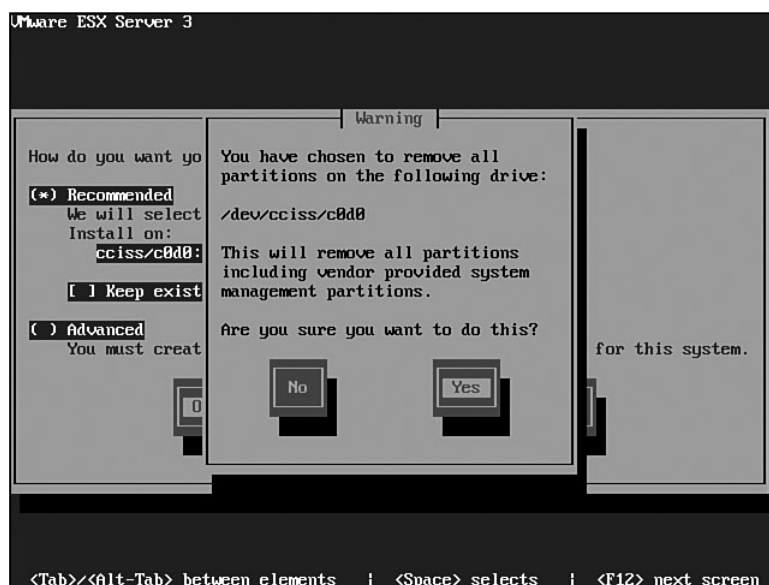 VMware ESX Server 3
Warning
How do you want yo
(*) Recommended
We will select
Install on:
cciss/c0d0:
[ ] Keep exist
( ) Advanced
You must creat
for this system.
You have chosen to remove all
partitions on the following drive:
/dev/cciss/c0d0
This will remove all partitions
including vendor provided system
management partitions.
Are you sure you want to do this?
No
Yes
<Tab>/<Alt-Tab> between elements | <Space> selects | <F12> next screen